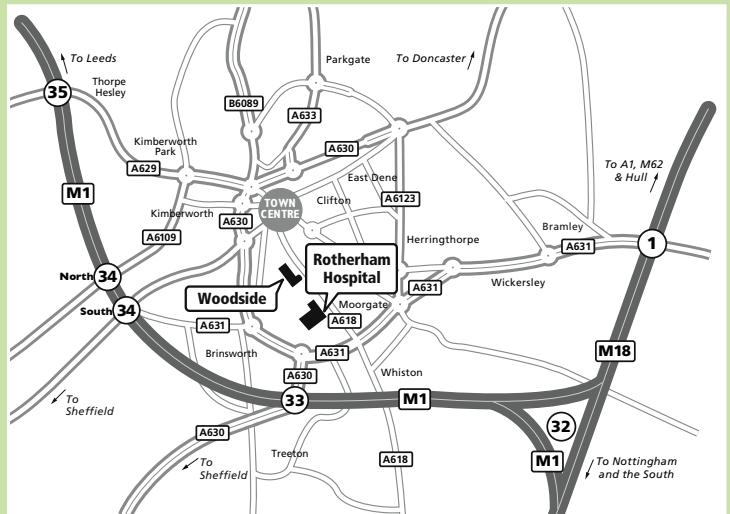 To Leeds
Parkgate
To Doncaster
Thorpe
Hesley
35
B6089
A633
Kimberworth
Park
A630
To A1, M62
& Hull
A629
East Dene
M1
TOWN
CENTRE
Clifton
A6123
Kimberworth
A630
Bramley
A6109
Herringthorpe
A631
1
Rotherham
Hospital
North
34
Wickersley
A631
Woodside
Moorgate
South
34
A618
A631
Brinsworth
A631
M18
Whiston
A630
33
M1
To
Sheffield
32
A630
Treeton
To
Sheffield
A618
M1
To Nottingham
and the South